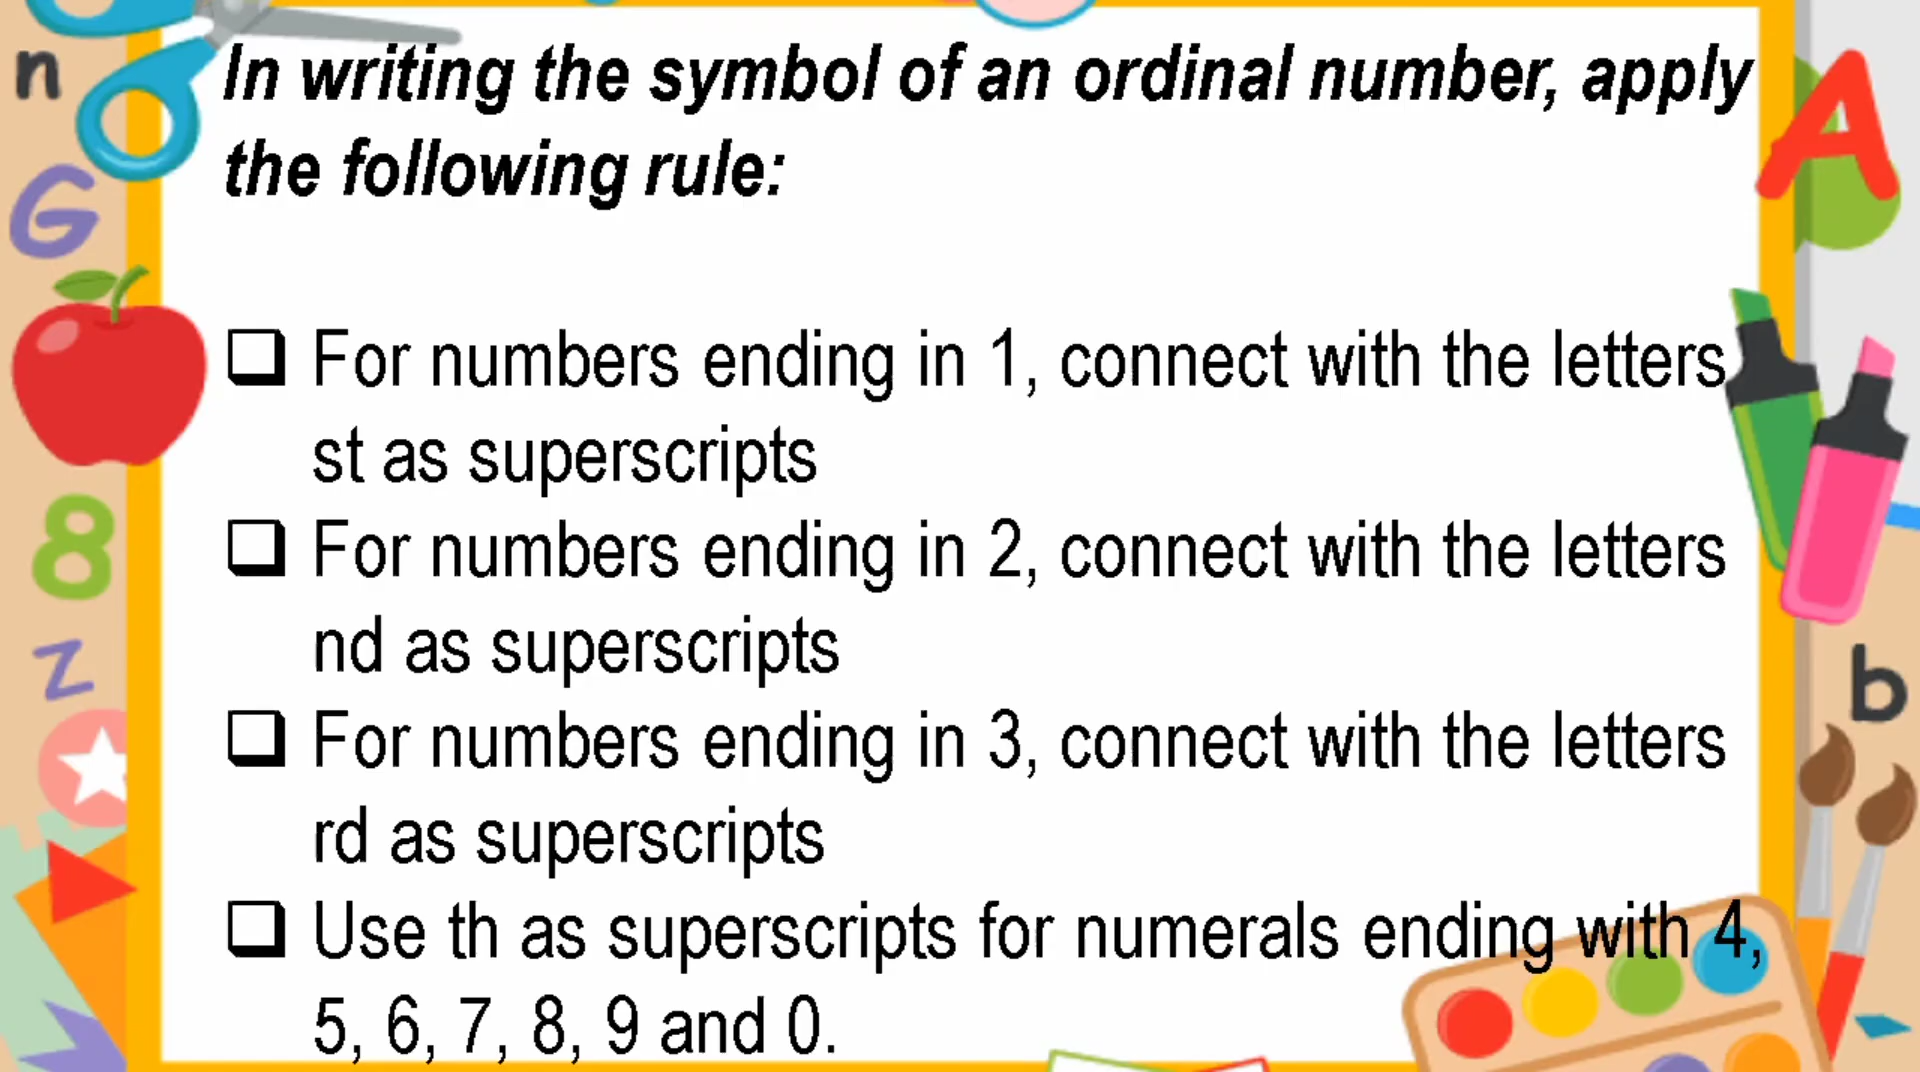 In writing the symbol of an ordinal number, apply
the following rule:
❑ For numbers ending in 1, connect with the letters
st as superscripts
❑ For numbers ending in 2, connect with the letters
nd as superscripts
❑ For numbers ending in 3, connect with the letters
rd as superscripts
❑ Use th as superscripts for numerals ending with 4,
5, 6, 7, 8, 9 and 0.
n
G
8
z
A
b